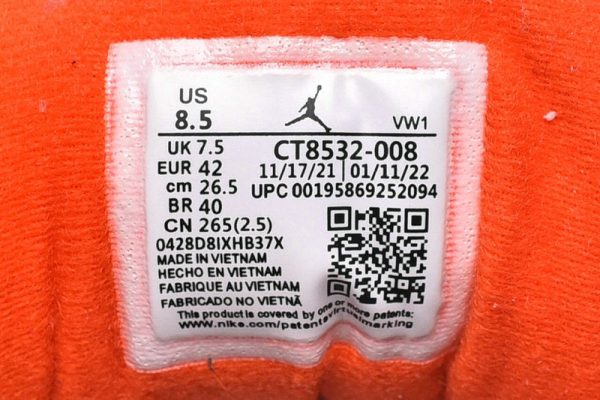 US
8.5
VW1
UK 7.5
EUR 42
cm 26.5
BR 40
CN 265(2.5)
CT8532-008
11/17/21 01/11/22
UPC 00195869252094
0428D8IXHB37X
MADE IN VIETNAM
HECHO EN VIETNAM
FABRIQUE AU VIETNAM
FABRICADO NO VIETNÃ
This product is covered by one or more patents:
www.nike.com/patentsvirtualmarking